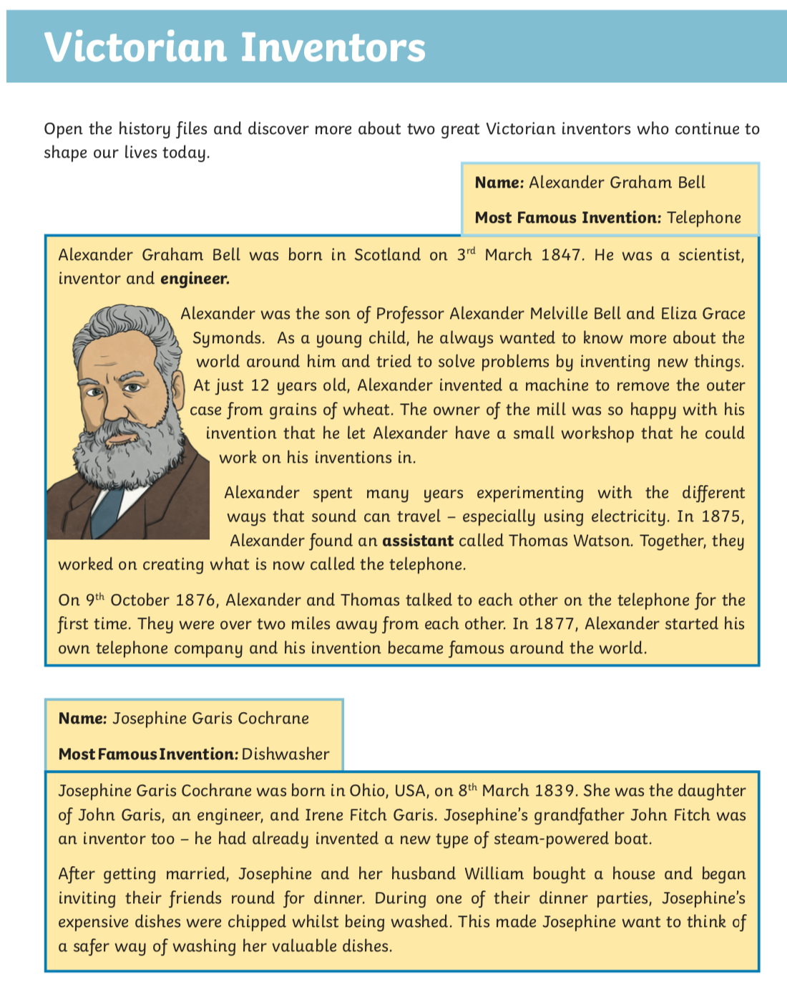 Victorian Inventors
Open the history files and discover more about two great Victorian inventors who continue to
shape our lives today.
Name: Alexander Graham Bell
Most Famous Invention: Telephone
Alexander Graham Bell was born in Scotland on 3rd March 1847. He was a scientist,
inventor and engineer.
Alexander was the son of Professor Alexander Melville Bell and Eliza Grace
Symonds. As a young child, he always wanted to know more about the
world around him and tried to solve problems by inventing new things.
At just 12 years old, Alexander invented a machine to remove the outer
case from grains of wheat. The owner of the mill was so happy with his
invention that he let Alexander have a small workshop that he could
work on his inventions in.
Alexander spent many years experimenting with the different
ways that sound can travel – especially using electricity. In 1875,
Alexander found an assistant called Thomas Watson. Together, they
worked on creating what is now called the telephone.
On 9th October 1876, Alexander and Thomas talked to each other on the telephone for the
first time. They were over two miles away from each other. In 1877, Alexander started his
own telephone company and his invention became famous around the world.
Name: Josephine Garis Cochrane
Most Famous Invention: Dishwasher
Josephine Garis Cochrane was born in Ohio, USA, on 8th March 1839. She was the daughter
of John Garis, an engineer, and Irene Fitch Garis. Josephine's grandfather John Fitch was
an inventor too – he had already invented a new type of steam-powered boat.
After getting married, Josephine and her husband William bought a house and began
inviting their friends round for dinner. During one of their dinner parties, Josephine's
expensive dishes were chipped whilst being washed. This made Josephine want to think of
a safer way of washing her valuable dishes.